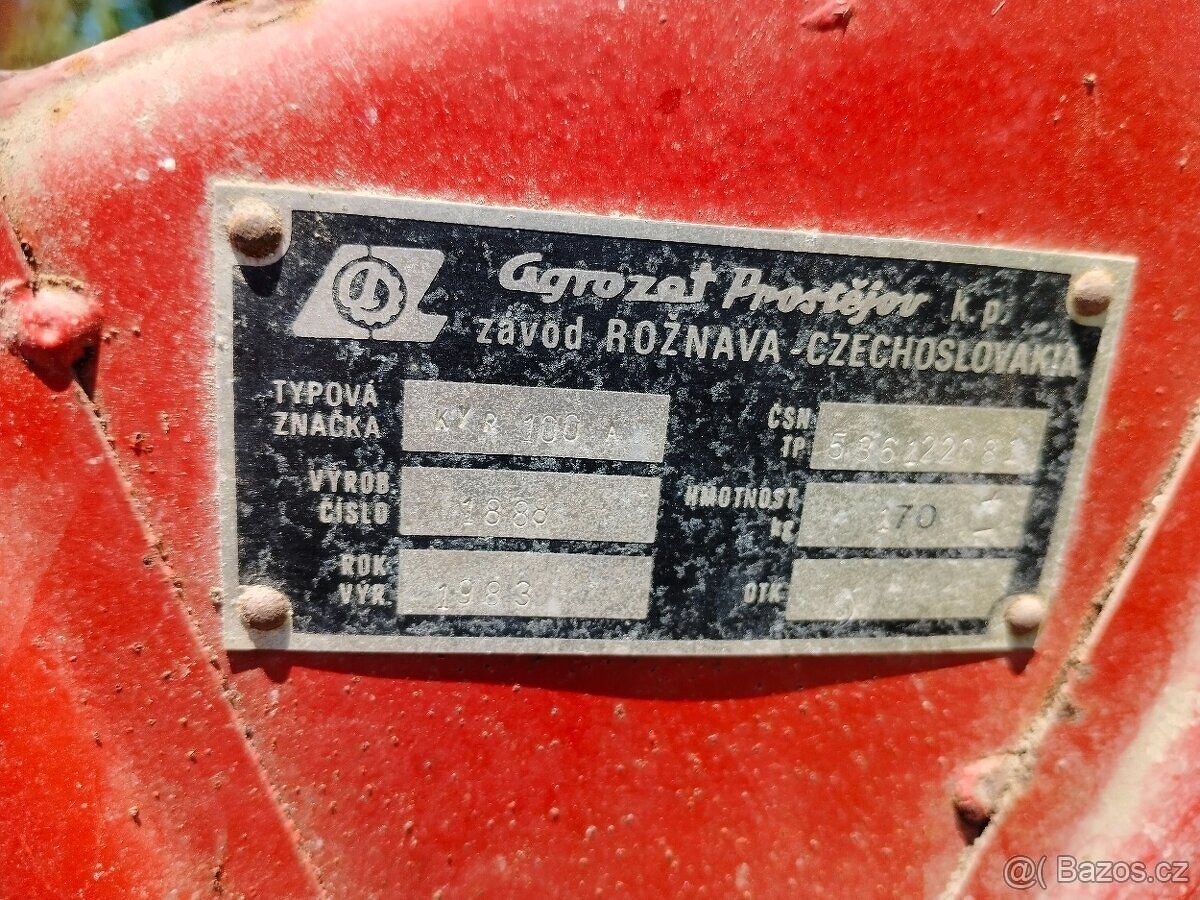 agrozet Prostějov k.p.
závod ROŽNAVA - CZECHOSLOVAKIA
TYPOVÁ ZNAČKA KYR 100 A
VÝROB. ČÍSLO 1888
ROK VÝR. 1983
ČSN TP
HMOTNOST kg 170
OTK
@( Bazos.cz